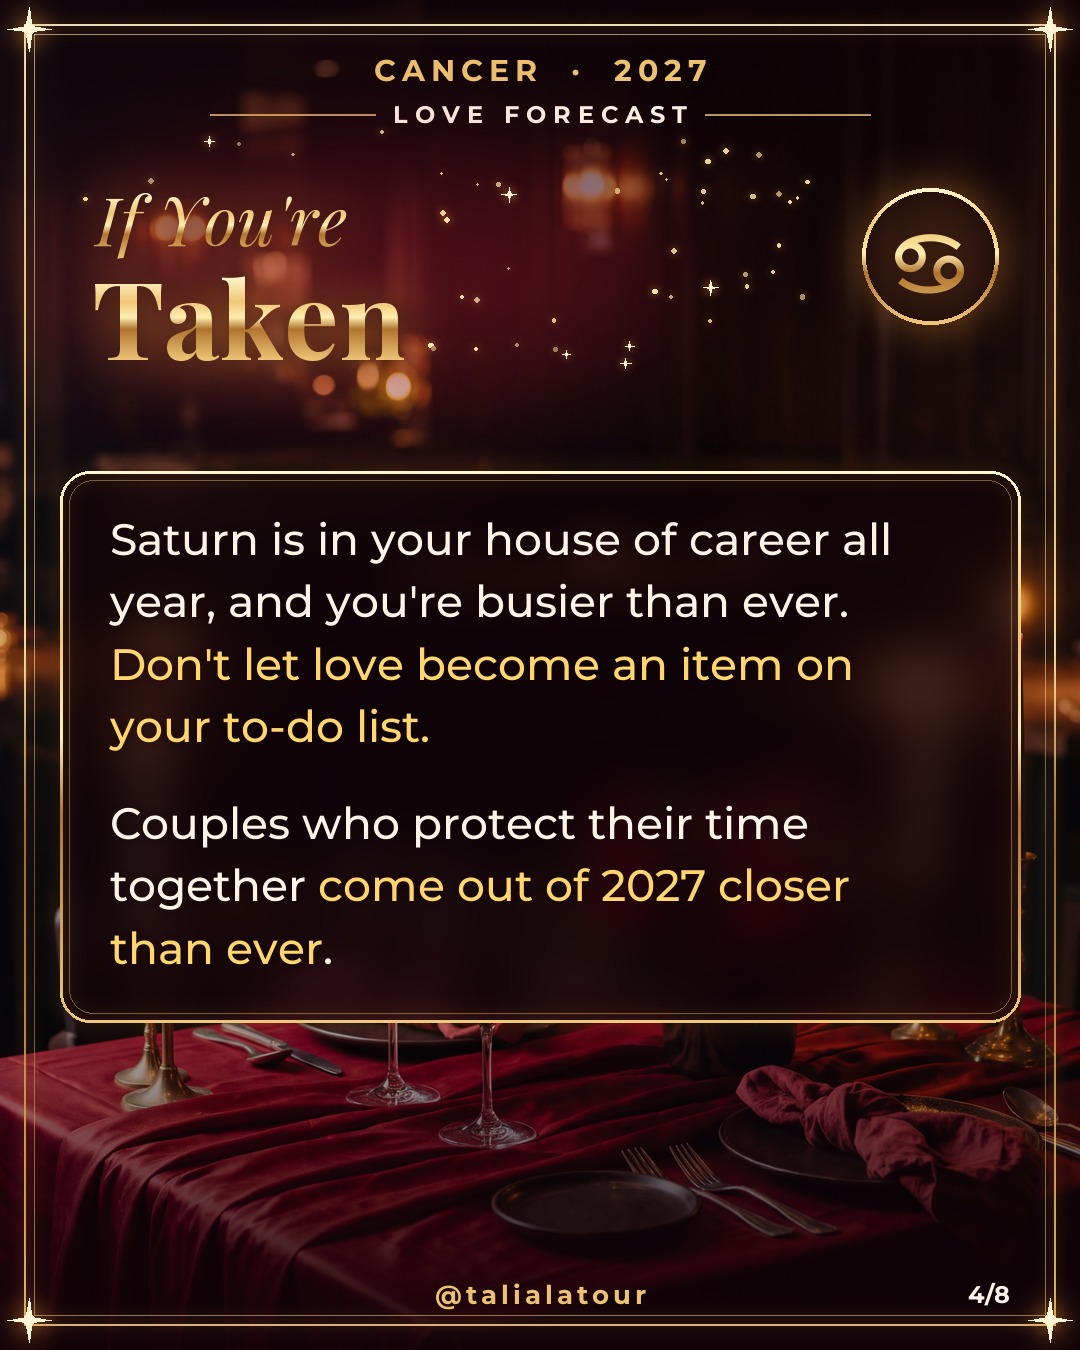 CANCER · 2027
LOVE FORECAST
If You're
Taken
♋
Saturn is in your house of career all
year, and you're busier than ever.
Don't let love become an item on
your to-do list.
Couples who protect their time
together come out of 2027 closer
than ever.
@talialatour
4/8